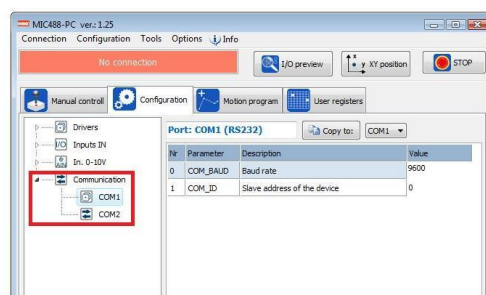 MIC488-PC ver.: 1.25
Connection Configuration Tools Options Info
No connection
I/O preview
x y XY position
STOP
Manual controll
Configuration
Motion program
User registers
Drivers
I/O Inputs IN
In. 0-10V
Communication
COM1
COM2
Port: COM1 (RS232)
Copy to:
COM1
Nr Parameter Description Value
0 COM_BAUD Baud rate 9600
1 COM_ID Slave address of the device 0